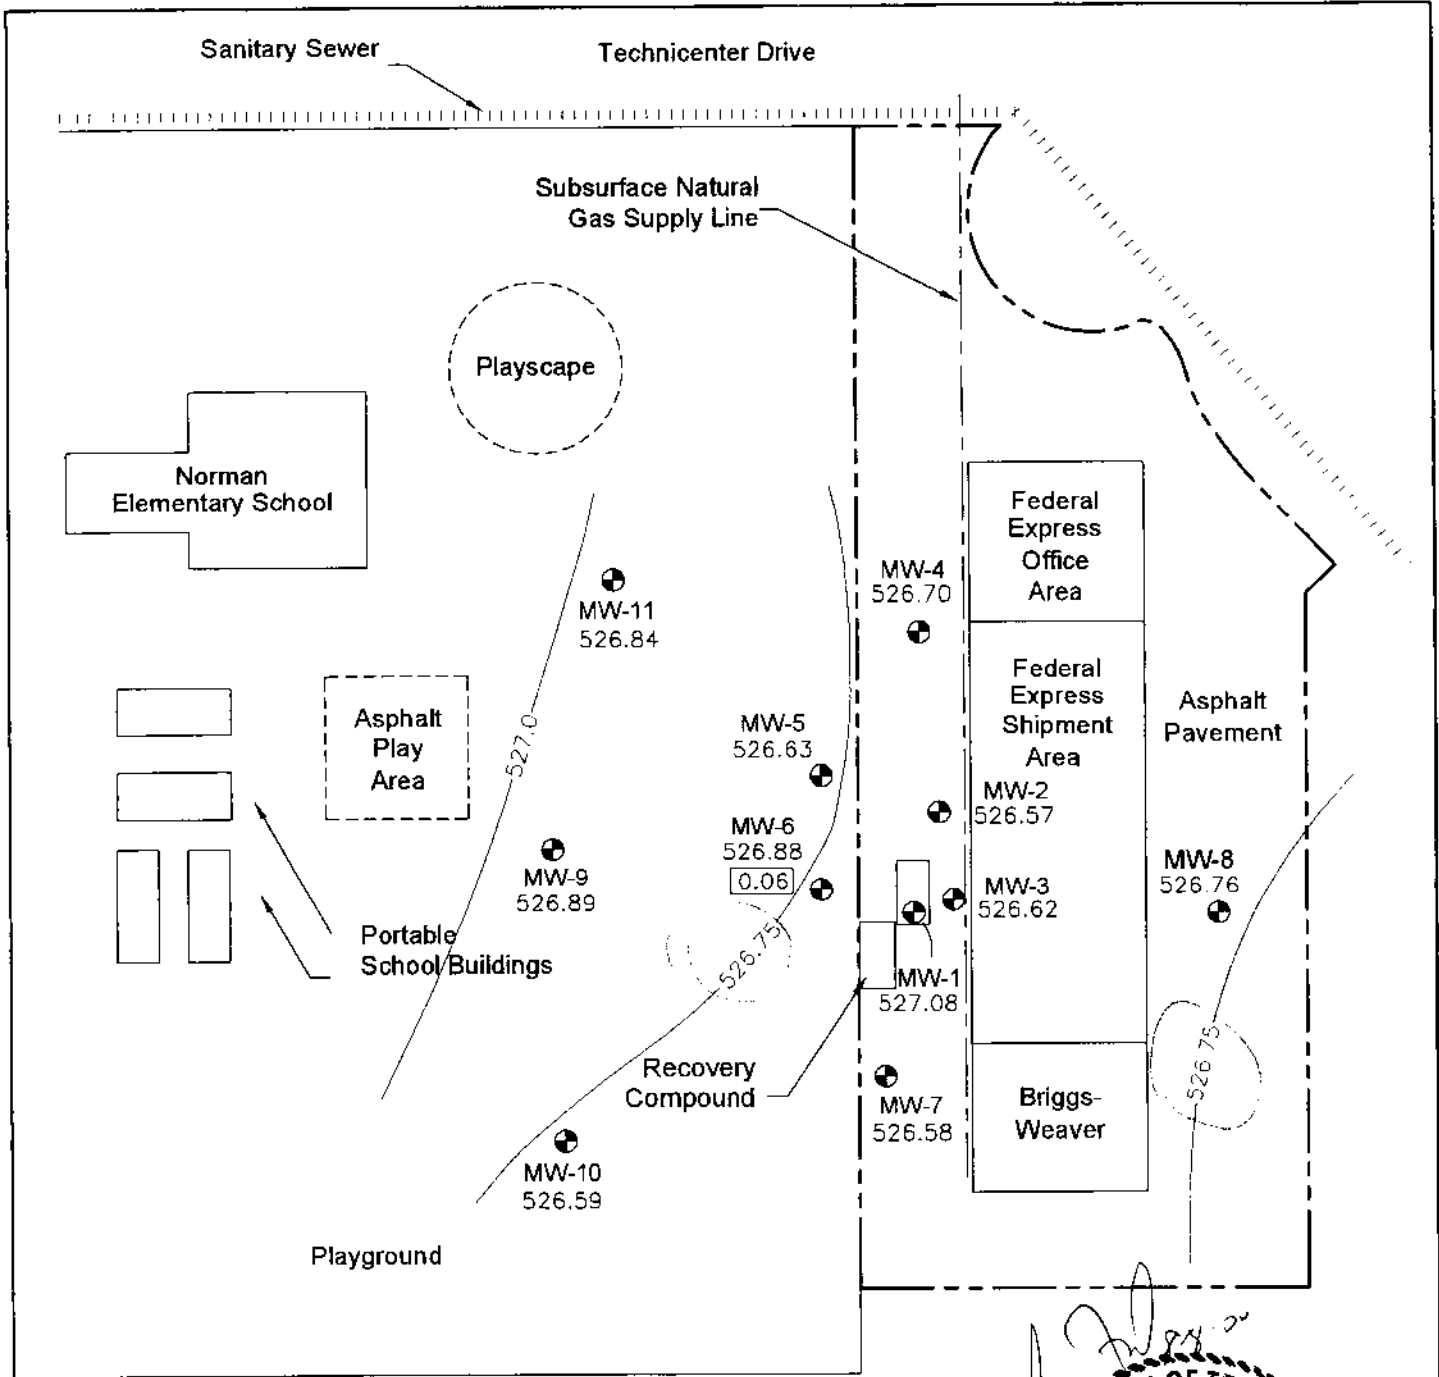 Sanitary Sewer
Technicenter Drive
Subsurface Natural
Gas Supply Line
Playscape
Norman
Elementary School
Federal
Express
Office
Area
MW-4
526.70
MW-11
526.84
Federal
Express
Shipment
Area
Asphalt
Pavement
Asphalt
Play
Area
527.0
MW-5
526.63
MW-2
526.57
MW-6
526.88
0.06
MW-8
526.76
MW-9
526.89
MW-3
526.62
Portable
School Buildings
526.75
MW-1
527.08
526.75
Recovery
Compound
MW-7
526.58
Briggs-
Weaver
MW-10
526.59
Playground